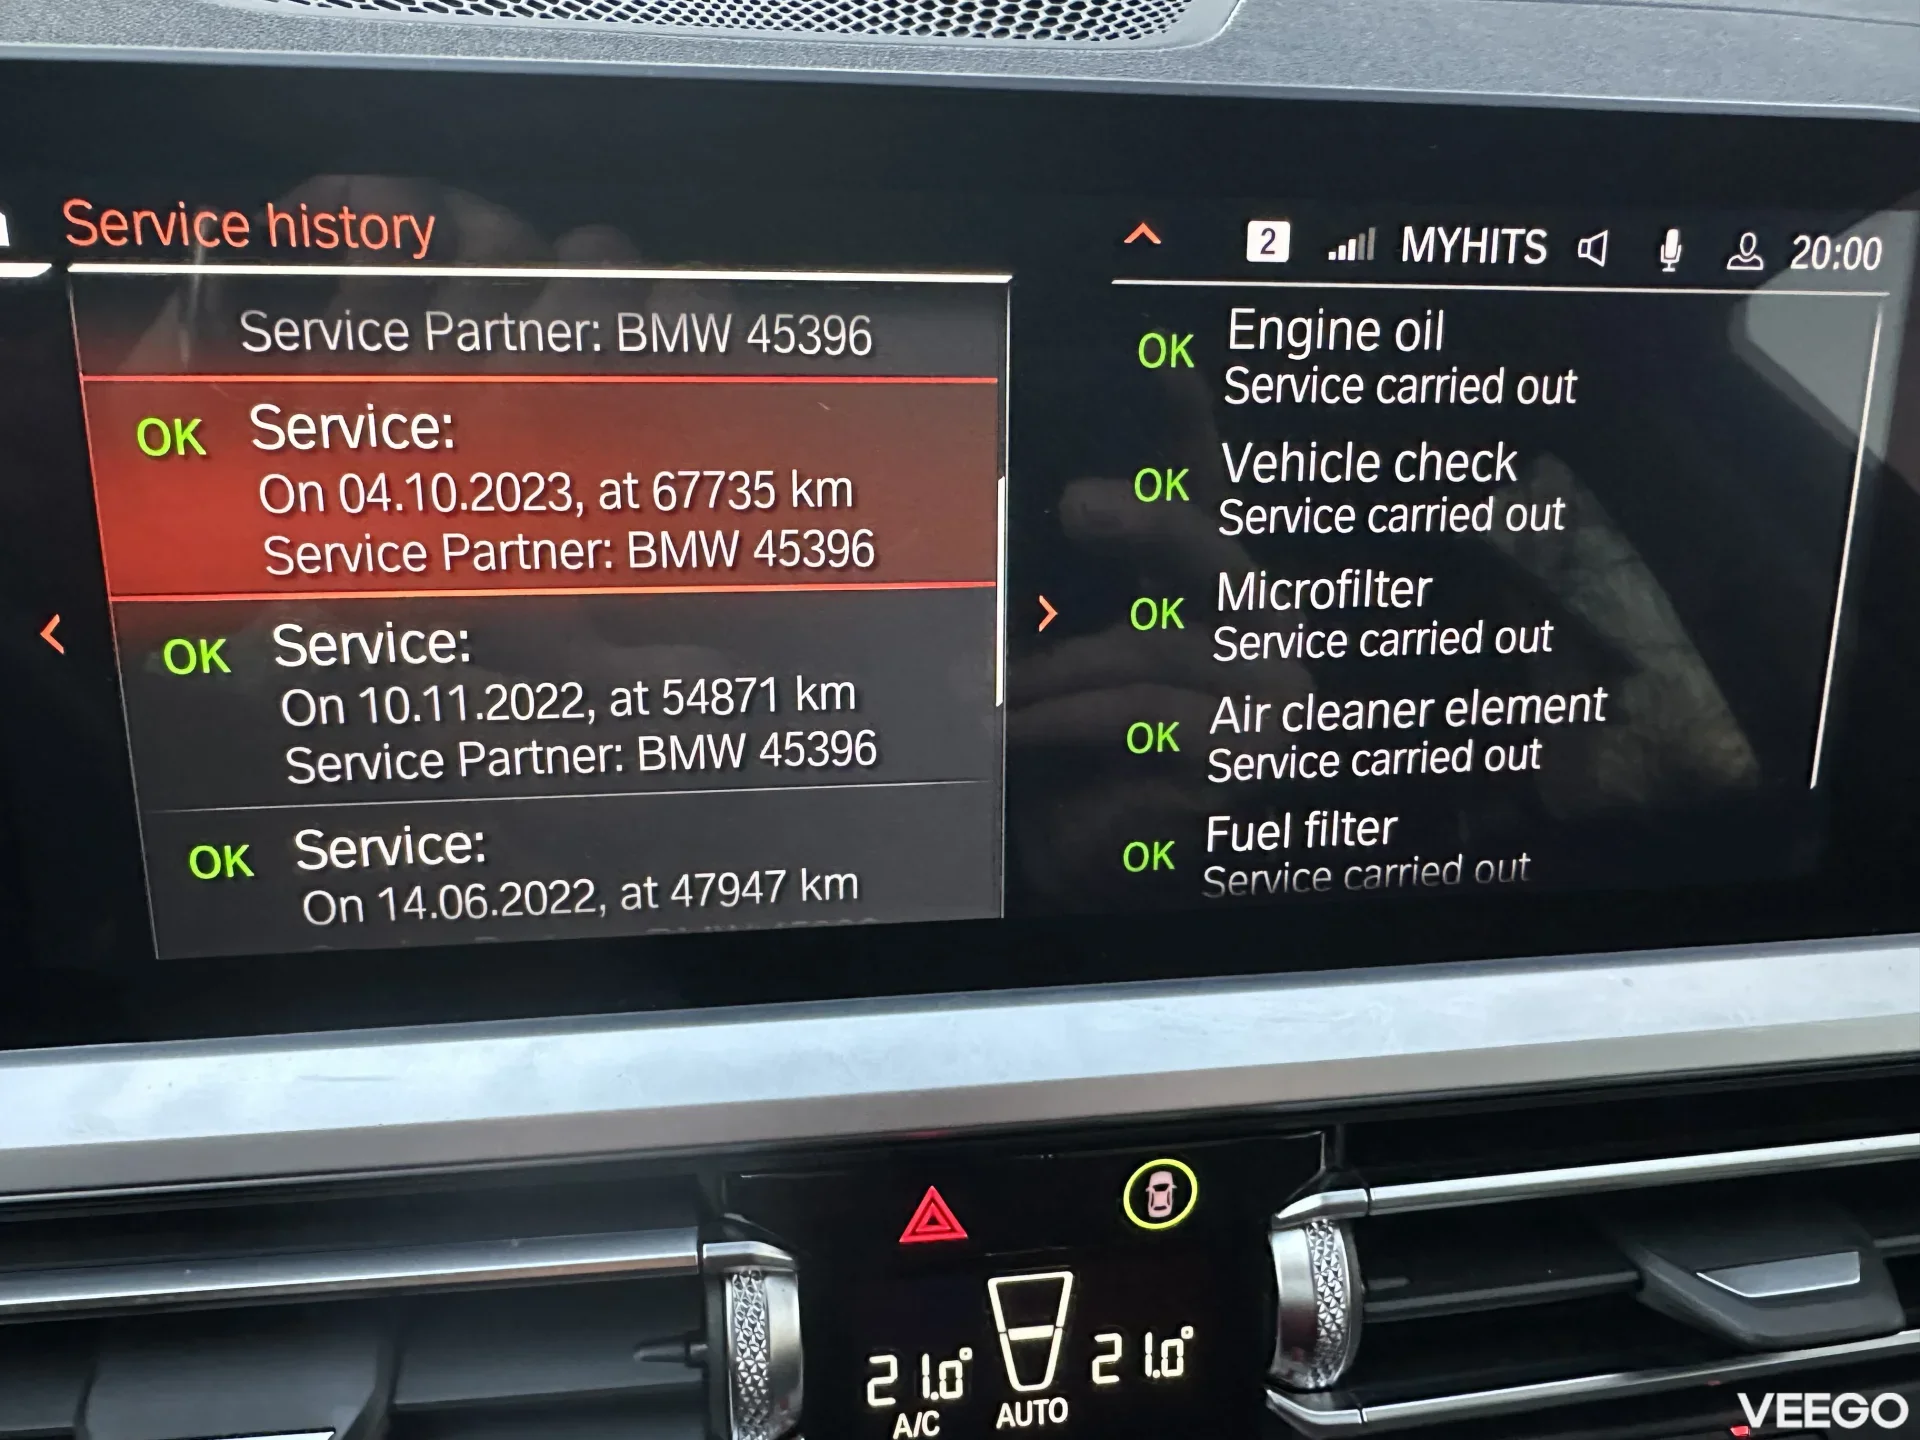 Service history
2
MYHITS
20:00
Service Partner: BMW 45396
OK
Service:
On 04.10.2023, at 67735 km
Service Partner: BMW 45396
OK
Service:
On 10.11.2022, at 54871 km
Service Partner: BMW 45396
OK
Service:
On 14.06.2022, at 47947 km
OK
Engine oil
Service carried out
OK
Vehicle check
Service carried out
OK
Microfilter
Service carried out
OK
Air cleaner element
Service carried out
OK
Fuel filter
Service carried out
21.0°
21.0°
A/C
AUTO
VEEGO